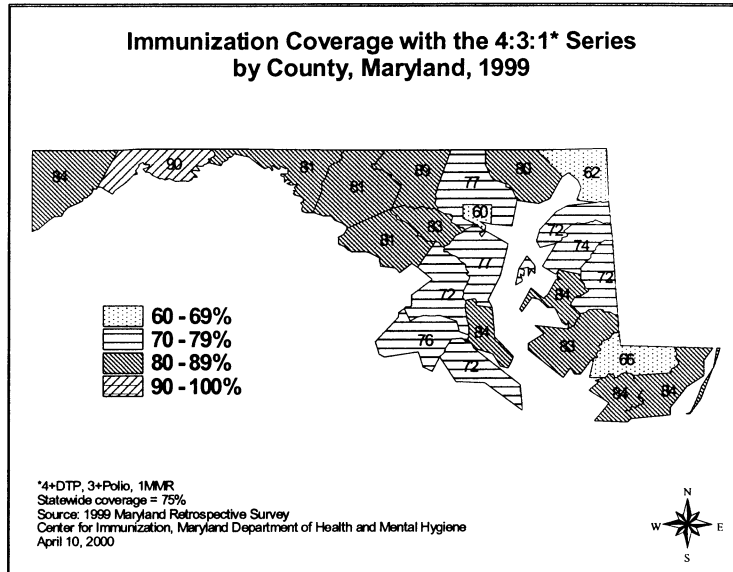 Immunization Coverage with the 4:3:1* Series
by County, Maryland, 1999
84
90
81
81
89
77
80
62
60
83
81
77
72
74
72
72
84
76
84
72
83
66
84
84
60 - 69%
70 - 79%
80 - 89%
90 - 100%
*4+DTP, 3+Polio, 1MMR
Statewide coverage = 75%
Source: 1999 Maryland Retrospective Survey
Center for Immunization, Maryland Department of Health and Mental Hygiene
April 10, 2000
N
W E
S